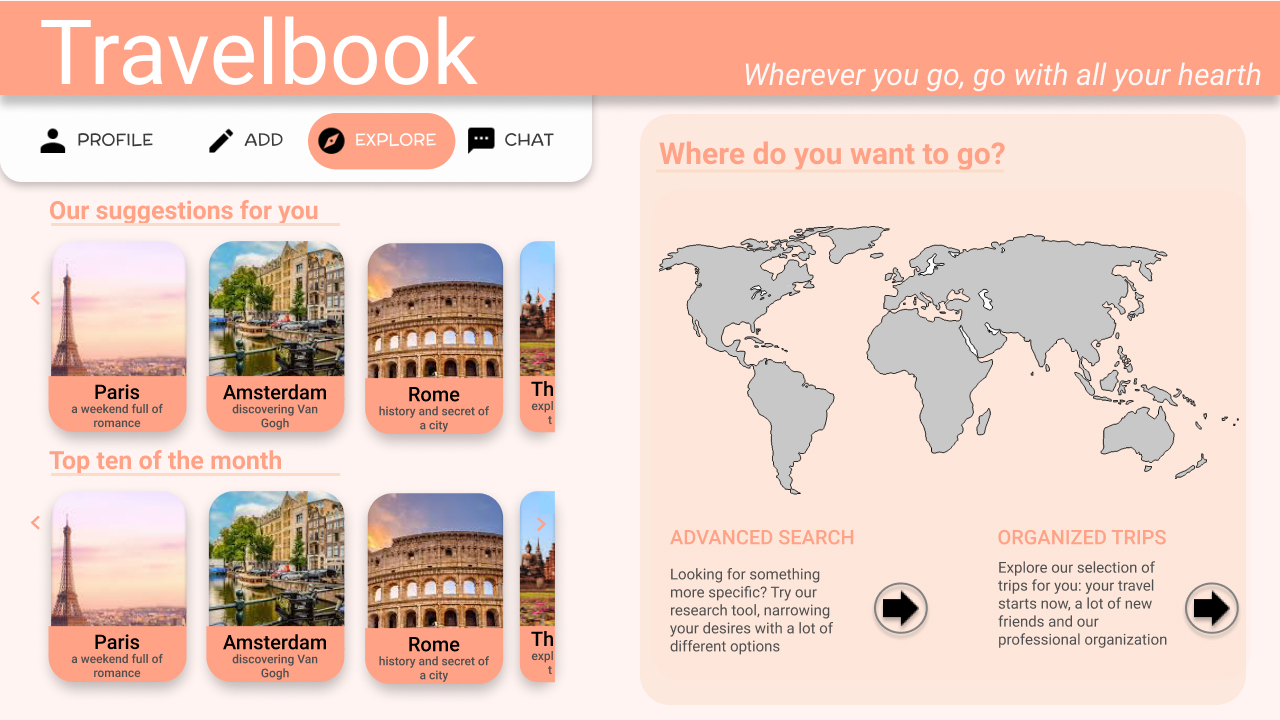 Travelbook
Wherever you go, go with all your hearth
PROFILE
ADD
EXPLORE
CHAT
Our suggestions for you
Paris
a weekend full of
romance
Amsterdam
discovering Van
Gogh
Rome
history and secret of
a city
Th
expl
t
Top ten of the month
Paris
a weekend full of
romance
Amsterdam
discovering Van
Gogh
Rome
history and secret of
a city
Th
expl
t
Where do you want to go?
ADVANCED SEARCH
Looking for something
more specific? Try our
research tool, narrowing
your desires with a lot of
different options
ORGANIZED TRIPS
Explore our selection of
trips for you: your travel
starts now, a lot of new
friends and our
professional organization